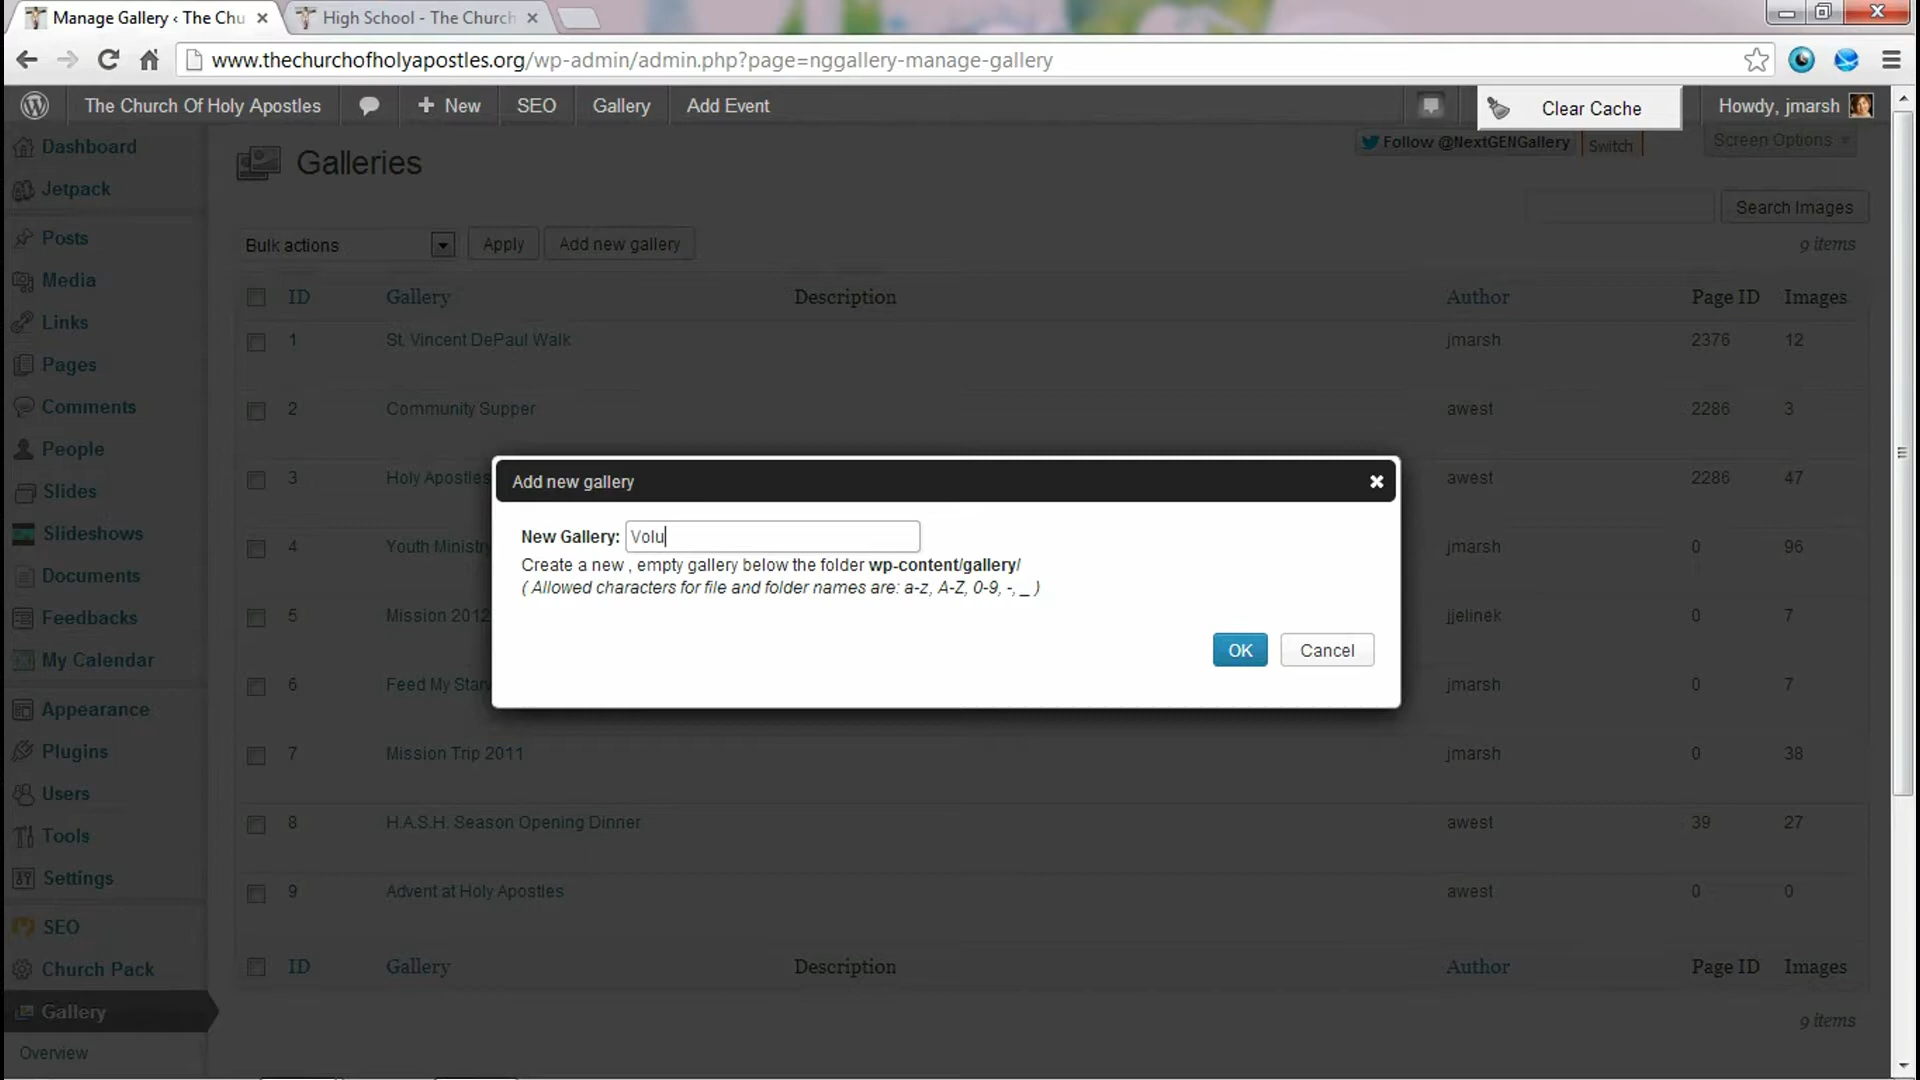 Manage Gallery ‹ The Chu
High School - The Church
www.thechurchofholyapostles.org/wp-admin/admin.php?page=nggallery-manage-gallery
The Church Of Holy Apostles
+ New
SEO
Gallery
Add Event
Clear Cache
Howdy, jmarsh
Dashboard
Jetpack
Posts
Media
Links
Pages
Comments
People
Slides
Slideshows
Documents
Feedbacks
My Calendar
Appearance
Plugins
Users
Tools
Settings
SEO
Church Pack
Gallery
Overview
Galleries
Follow @NextGENGallery
Switch
Screen Options
Search Images
Bulk actions
Apply
Add new gallery
9 items
ID Gallery Description Author Page ID Images
1 St. Vincent DePaul Walk jmarsh 2376 12
2 Community Supper awest 2286 3
3 Holy Apostles awest 2286 47
4 Youth Ministry jmarsh 0 96
5 Mission 2012 jjelinek 0 7
6 Feed My Starv jmarsh 0 7
7 Mission Trip 2011 jmarsh 0 38
8 H.A.S.H. Season Opening Dinner awest 39 27
9 Advent at Holy Apostles awest 0 0
ID Gallery Description Author Page ID Images
9 items
Add new gallery
New Gallery: Volu
Create a new , empty gallery below the folder wp-content/gallery/
( Allowed characters for file and folder names are: a-z, A-Z, 0-9, -, _ )
OK
Cancel